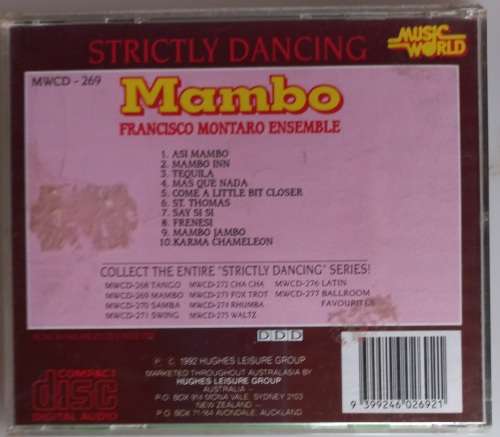 STRICTLY DANCING
MUSIC WORLD
MWCD - 269
Mambo
FRANCISCO MONTARO ENSEMBLE
1. ASI MAMBO
2. MAMBO INN
3. TEQUILA
4. MAS QUE NADA
5. COME A LITTLE BIT CLOSER
6. ST. THOMAS
7. SAY SI SI
8. FRENESI
9. MAMBO JAMBO
10. KARMA CHAMELEON
COLLECT THE ENTIRE "STRICTLY DANCING" SERIES!
MWCD-268 TANGO MWCD-272 CHA CHA MWCD-276 LATIN
MWCD-269 MAMBO MWCD-273 FOX TROT MWCD-277 BALLROOM
MWCD-270 SAMBA MWCD-274 RHUMBA FAVOURITES
MWCD-271 SWING MWCD-275 WALTZ
DDD
P C 1992 HUGHES LEISURE GROUP
MARKETED THROUGHOUT AUSTRALASIA BY
HUGHES LEISURE GROUP
AUSTRALIA -
P.O. BOX 914 MONA VALE, SYDNEY 2103
NEW ZEALAND -
P.O. BOX 71-164 AVONDALE, AUCKLAND
COMPACT
disc
DIGITAL AUDIO
9 399246 026921